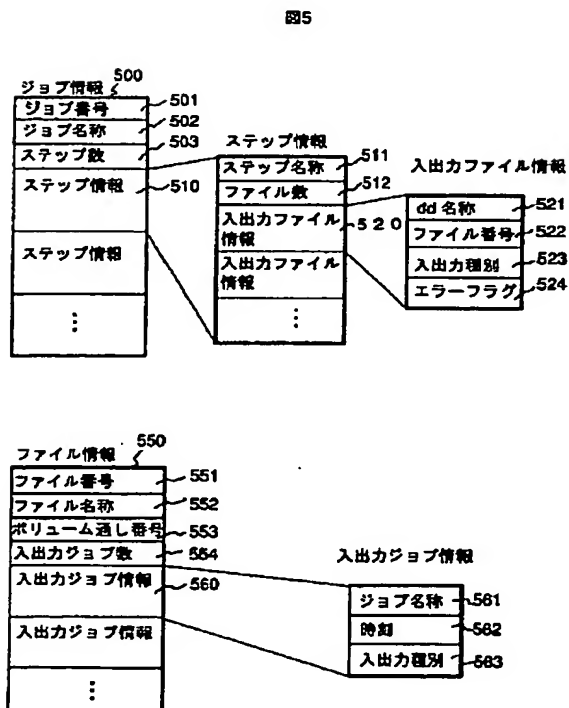 図5
ジョブ情報
500
ジョブ番号
501
ジョブ名称
502
ステップ数
503
ステップ情報
510
ステップ情報
⋮
ステップ情報
ステップ名称
511
ファイル数
512
入出力ファイル
情報
520
入出力ファイル
情報
⋮
入出力ファイル情報
dd 名称
521
ファイル番号
522
入出力種別
523
エラーフラグ
524
ファイル情報
550
ファイル番号
551
ファイル名称
552
ボリューム通し番号
553
入出力ジョブ数
554
入出力ジョブ情報
560
入出力ジョブ情報
⋮
入出力ジョブ情報
ジョブ名称
561
時刻
562
入出力種別
563